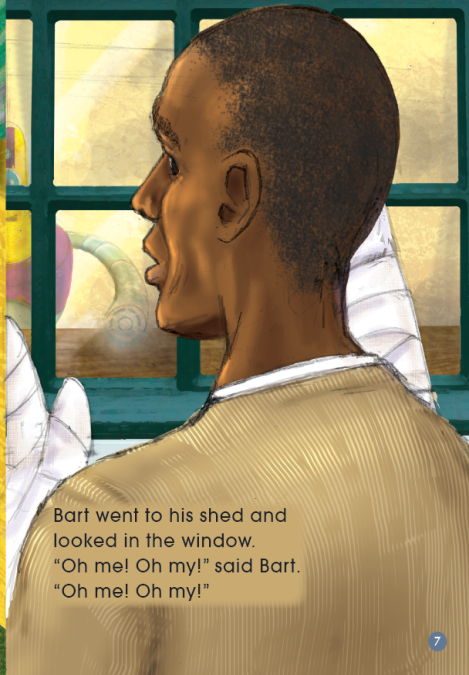 Bart went to his shed and
looked in the window.
“Oh me! Oh my!” said Bart.
“Oh me! Oh my!”
7